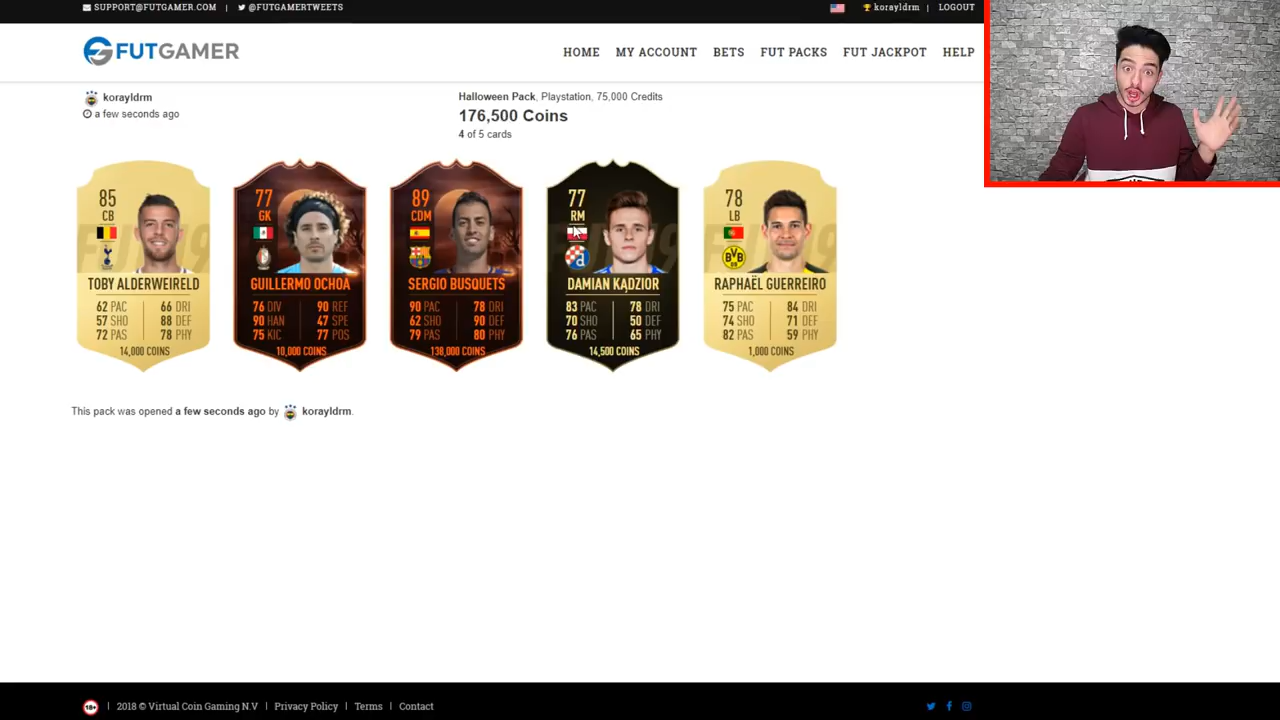 SUPPORT@FUTGAMER.COM | @FUTGAMERTWEETS
korayldrm | LOGOUT
FUTGAMER
HOME MY ACCOUNT BETS FUT PACKS FUT JACKPOT HELP
korayldrm
a few seconds ago
Halloween Pack, Playstation, 75,000 Credits
176,500 Coins
4 of 5 cards
85
CB
TOBY ALDERWEIRELD
62 PAC 66 DRI
57 SHO 88 DEF
72 PAS 78 PHY
14,000 COINS
77
GK
GUILLERMO OCHOA
76 DIV 90 REF
90 HAN 47 SPE
75 KIC 77 POS
10,000 COINS
89
CDM
SERGIO BUSQUETS
90 PAC 78 DRI
62 SHO 90 DEF
79 PAS 80 PHY
138,000 COINS
77
RM
DAMIAN KĄDZIOR
83 PAC 78 DRI
70 SHO 50 DEF
76 PAS 65 PHY
14,500 COINS
78
LB
BVB
09
RAPHAËL GUERREIRO
75 PAC 84 DRI
74 SHO 71 DEF
82 PAS 59 PHY
1,000 COINS
This pack was opened a few seconds ago by korayldrm.
18+ | 2018 © Virtual Coin Gaming N.V | Privacy Policy | Terms | Contact